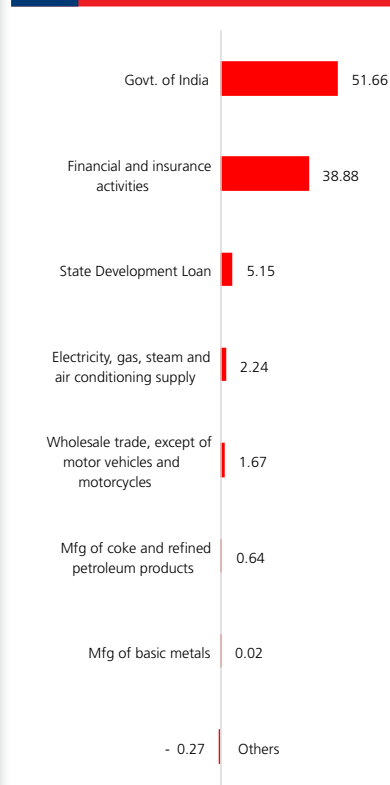 Govt. of India 51.66
Financial and insurance
activities 38.88
State Development Loan 5.15
Electricity, gas, steam and
air conditioning supply 2.24
Wholesale trade, except of
motor vehicles and
motorcycles 1.67
Mfg of coke and refined
petroleum products 0.64
Mfg of basic metals 0.02
- 0.27 Others